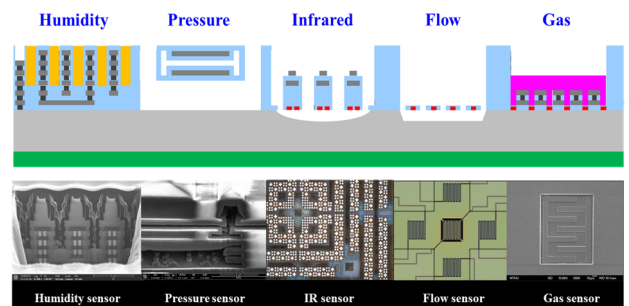 Humidity Pressure Infrared Flow Gas
Humidity sensor Pressure sensor IR sensor Flow sensor Gas sensor